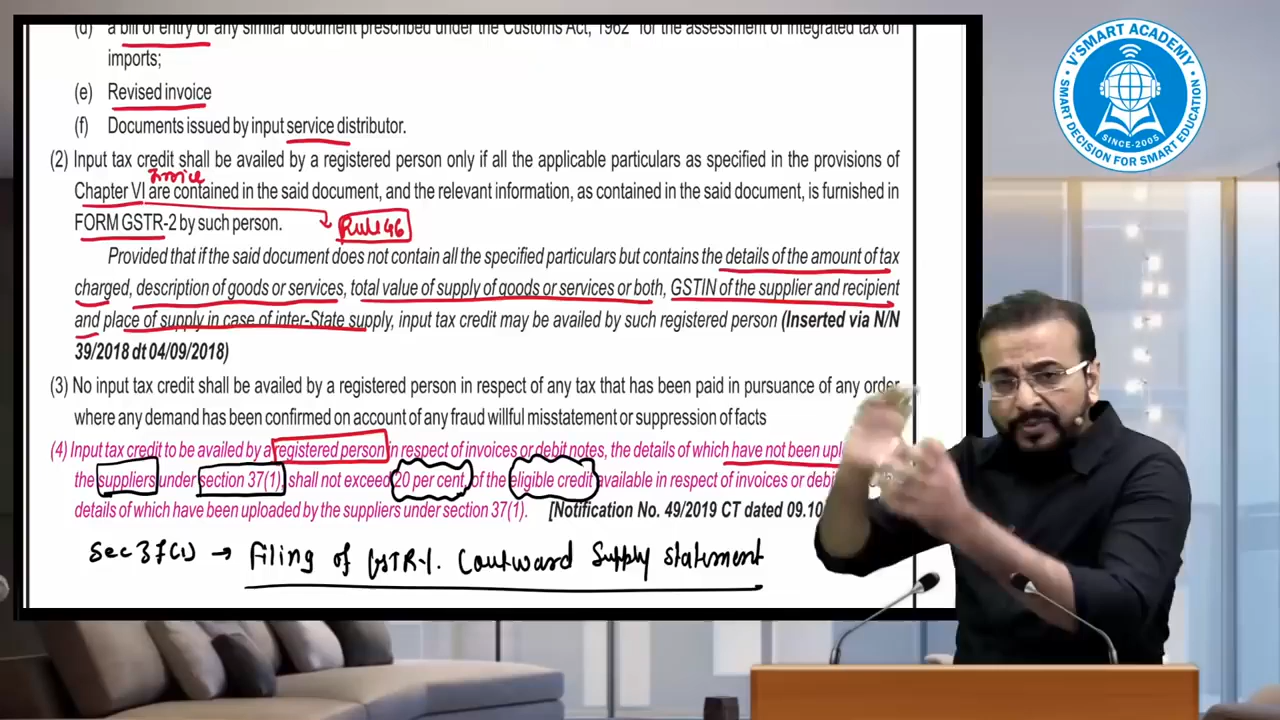 (d) a bill of entry or any similar document prescribed under the Customs Act, 1962 for the assessment of integrated tax on
imports;
(e) Revised invoice
(f) Documents issued by input service distributor.
(2) Input tax credit shall be availed by a registered person only if all the applicable particulars as specified in the provisions of
Invoice
Chapter VI are contained in the said document, and the relevant information, as contained in the said document, is furnished in
FORM GSTR-2 by such person.
Rule 46
Provided that if the said document does not contain all the specified particulars but contains the details of the amount of tax
charged, description of goods or services, total value of supply of goods or services or both, GSTIN of the supplier and recipient
and place of supply in case of inter-State supply, input tax credit may be availed by such registered person (Inserted via N/N
39/2018 dt 04/09/2018)
(3) No input tax credit shall be availed by a registered person in respect of any tax that has been paid in pursuance of any order
where any demand has been confirmed on account of any fraud willful misstatement or suppression of facts
(4) Input tax credit to be availed by a registered person in respect of invoices or debit notes, the details of which have not been upl
the suppliers under section 37(1), shall not exceed 20 per cent. of the eligible credit available in respect of invoices or debi
details of which have been uploaded by the suppliers under section 37(1). [Notification No. 49/2019 CT dated 09.10
Sec 37(1) → Filing of GSTR-1. (outward Supply statement
V'SMART ACADEMY
SINCE-2005
SMART DECISION FOR SMART EDUCATION